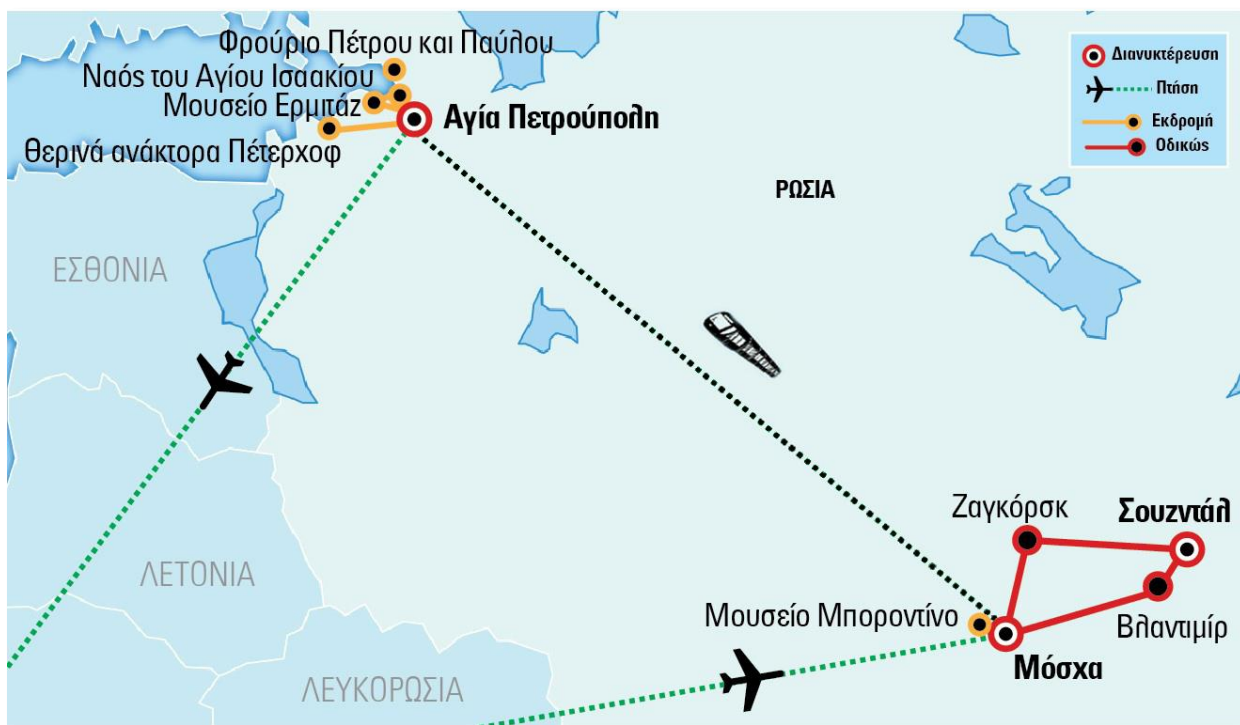 Φρούριο Πέτρου και Παύλου
Ναός του Αγίου Ισαακίου
Μουσείο Ερμιτάζ
Αγία Πετρούπολη
Θερινά ανάκτορα Πέτερχοφ
Διανυκτέρευση
Πτήση
Εκδρομή
Οδικώς
ΡΩΣΙΑ
ΕΣΘΟΝΙΑ
ΛΕΤΟΝΙΑ
ΛΕΥΚΟΡΩΣΙΑ
Ζαγκόρσκ
Σουζντάλ
Μουσείο Μποροντίνο
Βλαντιμίρ
Μόσχα